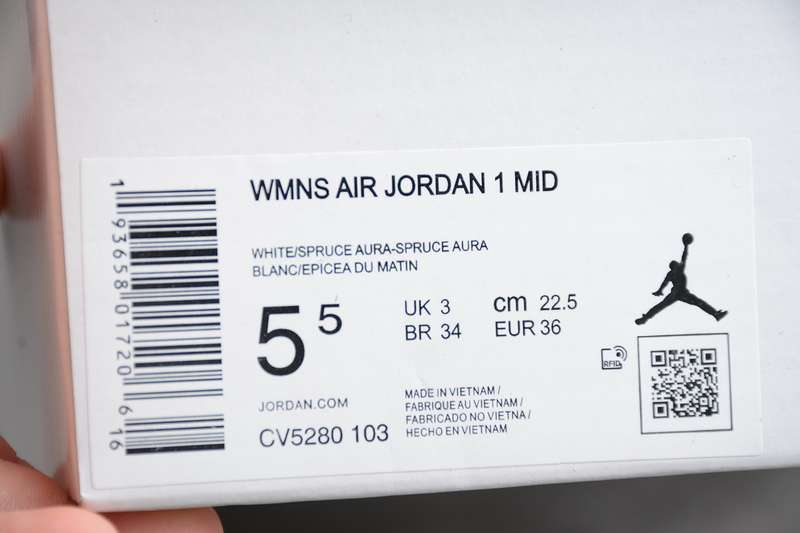 WMNS AIR JORDAN 1 MID
WHITE/SPRUCE AURA-SPRUCE AURA
BLANC/EPICEA DU MATIN
5 5
UK 3 cm 22.5
BR 34 EUR 36
RFID
JORDAN.COM
CV5280 103
MADE IN VIETNAM /
FABRIQUE AU VIETNAM /
FABRICADO NO VIETNA /
HECHO EN VIETNAM
1 93658 01720 6 16